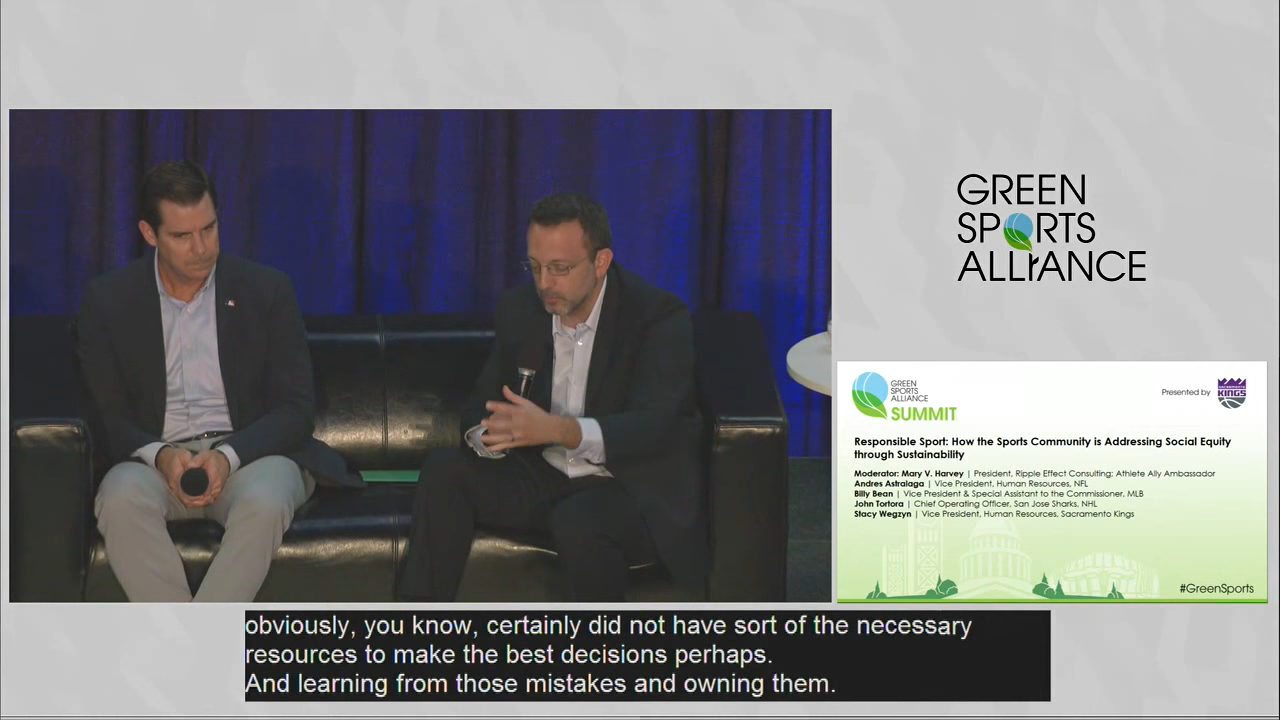 GREEN
SPORTS
ALLIANCE
GREEN
SPORTS
ALLIANCE
SUMMIT
Presented by
SACRAMENTO
KINGS
Responsible Sport: How the Sports Community is Addressing Social Equity
through Sustainability
Moderator: Mary V. Harvey | President, Ripple Effect Consulting; Athlete Ally Ambassador
Andres Astralaga | Vice President, Human Resources, NFL
Billy Bean | Vice President & Special Assistant to the Commissioner, MLB
John Tortora | Chief Operating Officer, San Jose Sharks, NHL
Stacy Wegzyn | Vice President, Human Resources, Sacramento Kings
#GreenSports
obviously, you know, certainly did not have sort of the necessary
resources to make the best decisions perhaps.
And learning from those mistakes and owning them.